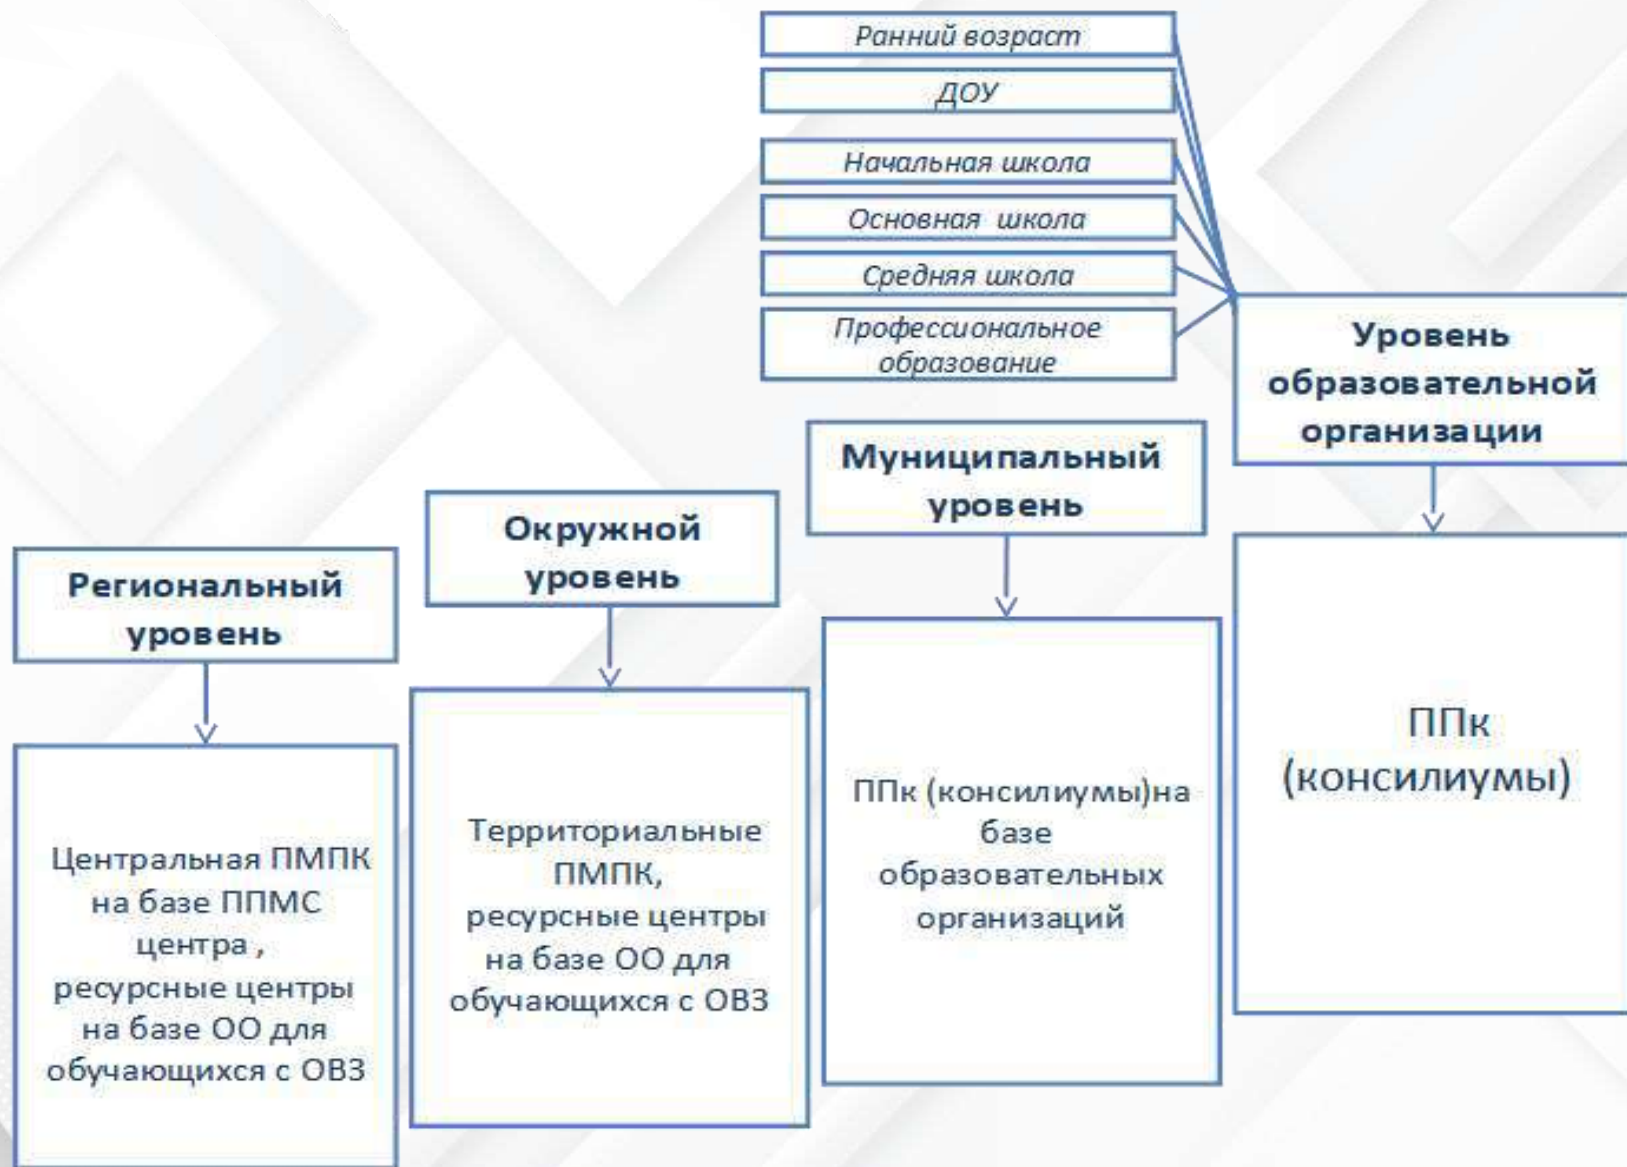 Ранний возраст
ДОУ
Начальная школа
Основная школа
Средняя школа
Профессиональное
образование
Уровень
образовательной
организации
ППк
(консилиумы)
Муниципальный
уровень
ППк (консилиумы)на
базе
образовательных
организаций
Окружной
уровень
Территориальные
ПМПК,
ресурсные центры
на базе ОО для
обучающихся с ОВЗ
Региональный
уровень
Центральная ПМПК
на базе ППМС
центра ,
ресурсные центры
на базе ОО для
обучающихся с ОВЗ